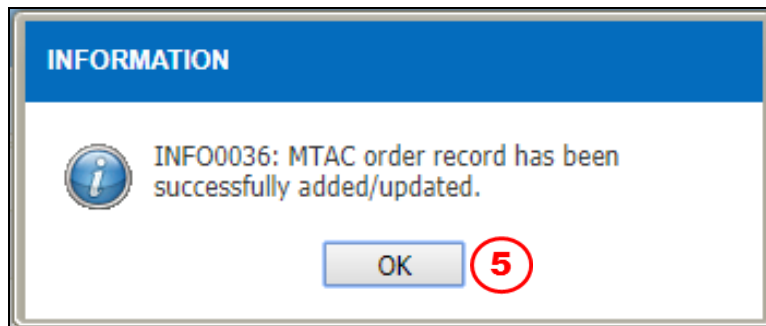 INFORMATION
INFO0036: MTAC order record has been
successfully added/updated.
OK
5